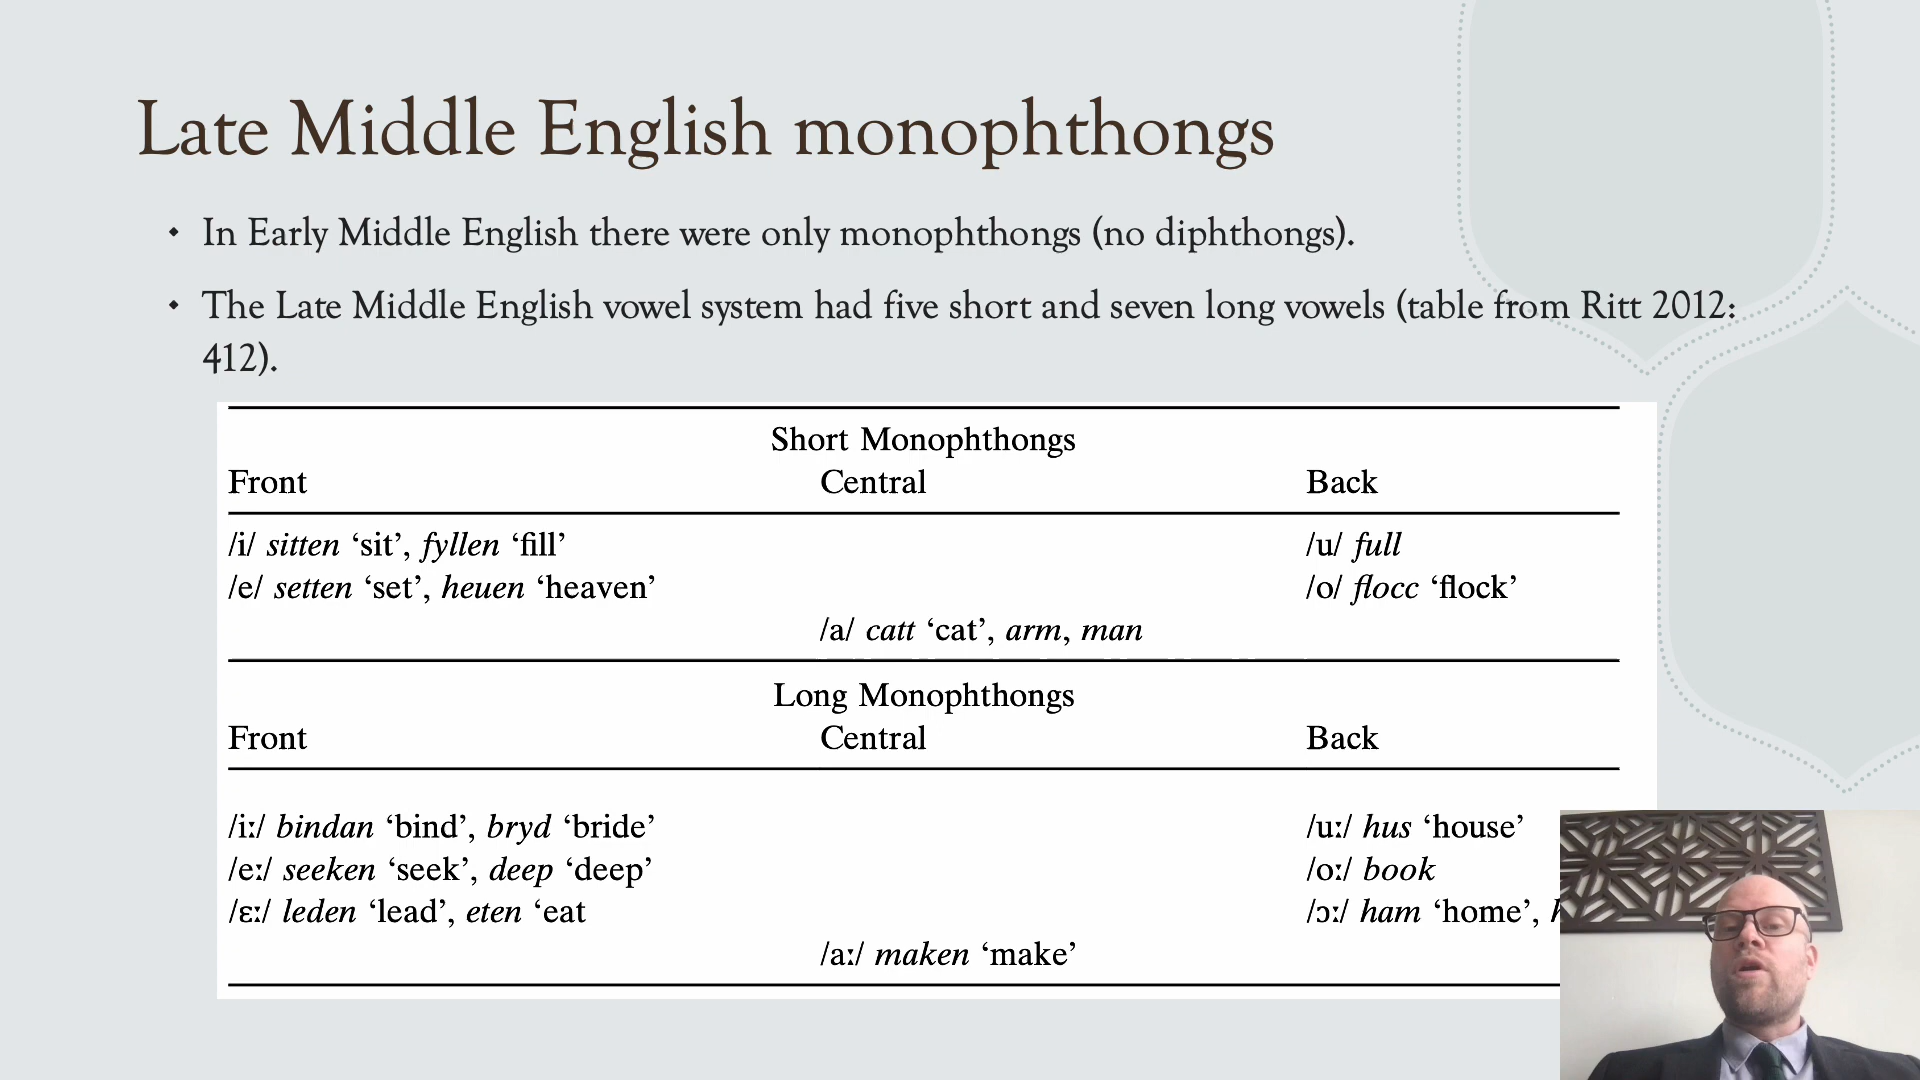 Late Middle English monophthongs
• In Early Middle English there were only monophthongs (no diphthongs).
• The Late Middle English vowel system had five short and seven long vowels (table from Ritt 2012:
412).
Short Monophthongs
Front Central Back
/i/ sitten ‘sit’, fyllen ‘fill’ /u/ full
/e/ setten ‘set’, heuen ‘heaven’ /o/ flocc ‘flock’
/a/ catt ‘cat’, arm, man
Long Monophthongs
Front Central Back
/iː/ bindan ‘bind’, bryd ‘bride’ /uː/ hus ‘house’
/eː/ seeken ‘seek’, deep ‘deep’ /oː/ book
/ɛː/ leden ‘lead’, eten ‘eat /ɔː/ ham ‘home’,
/aː/ maken ‘make’